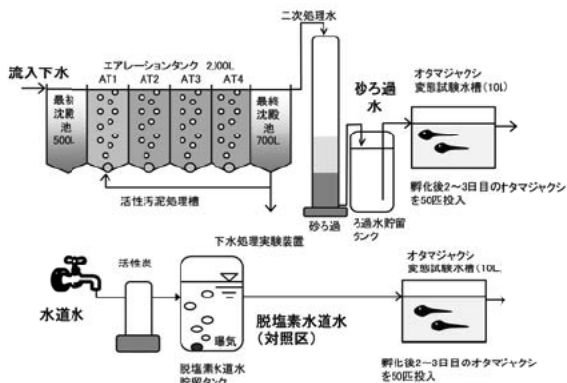 二次処理水
エアレーションタンク 2,000L
流入下水
AT1 AT2 AT3 AT4
最初
沈殿
池
500L
最終
沈殿
池
700L
砂ろ過
水
オタマジャクシ
変態試験水槽(10L)
活性汚泥処理槽
砂ろ過
ろ過水貯留
タンク
孵化後2~3日目のオタマジャクシ
を50匹投入
下水処理実験装置
水道水
活性炭
曝気
脱塩素水道水
貯留タンク
脱塩素水道水
(対照区)
オタマジャクシ
変態試験水槽(10L)
孵化後2~3日目のオタマジャクシ
を50匹投入